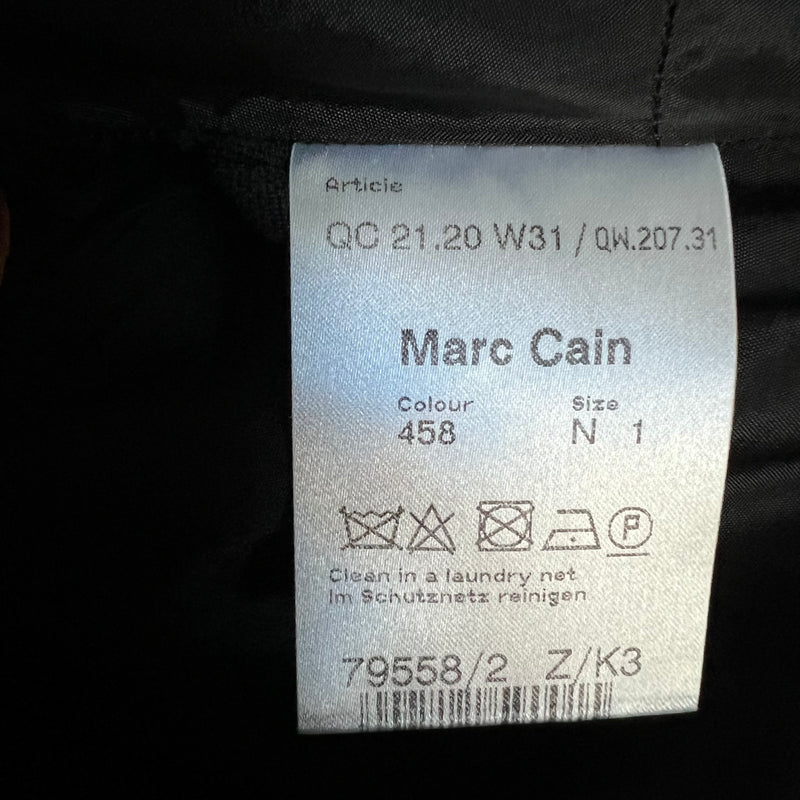 Article
QC 21.20 W31 / QW.207.31
Marc Cain
Colour Size
458 N 1
P
Clean in a laundry net
Im Schutznetz reinigen
79558/2 Z/K3